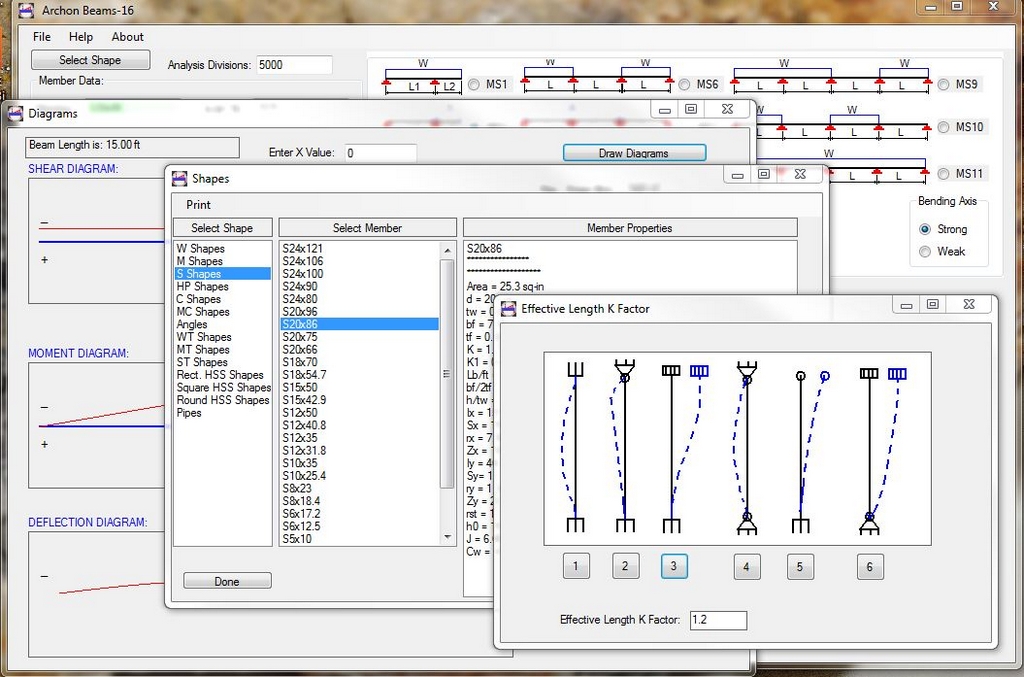 Archon Beams-16
File Help About
Select Shape
Analysis Divisions: 5000
Member Data:
W
L1 L2
MS1
W W
L L L
MS6
W W
L L L L
MS9
W
L L
MS10
W
L L
MS11
Bending Axis
Strong
Weak
Diagrams
Beam Length is: 15.00 ft
Enter X Value: 0
Draw Diagrams
SHEAR DIAGRAM:
−
+
MOMENT DIAGRAM:
−
+
DEFLECTION DIAGRAM:
−
Shapes
Print
Select Shape
W Shapes
M Shapes
S Shapes
HP Shapes
C Shapes
MC Shapes
Angles
WT Shapes
MT Shapes
ST Shapes
Rect. HSS Shapes
Square HSS Shapes
Round HSS Shapes
Pipes
Select Member
S24x121
S24x106
S24x100
S24x90
S24x80
S20x96
S20x86
S20x75
S20x66
S18x70
S18x54.7
S15x50
S15x42.9
S12x50
S12x40.8
S12x35
S12x31.8
S10x35
S10x25.4
S8x23
S8x18.4
S6x17.2
S6x12.5
S5x10
Member Properties
S20x86
*****************
********************
Area = 25.3 sq-in
d = 20
tw = 0
bf = 7
tf = 0.
K = 1.
K1 =
Lb/ft
bf/2tf
h/tw =
Ix = 1
Sx = 1
rx = 7
Zx = 1
Iy = 4
Sy= 1
ry = 1
Zy = 2
rst = 1
h0 = 1
J = 6.
Cw =
Done
Effective Length K Factor
1 2 3 4 5 6
Effective Length K Factor: 1.2